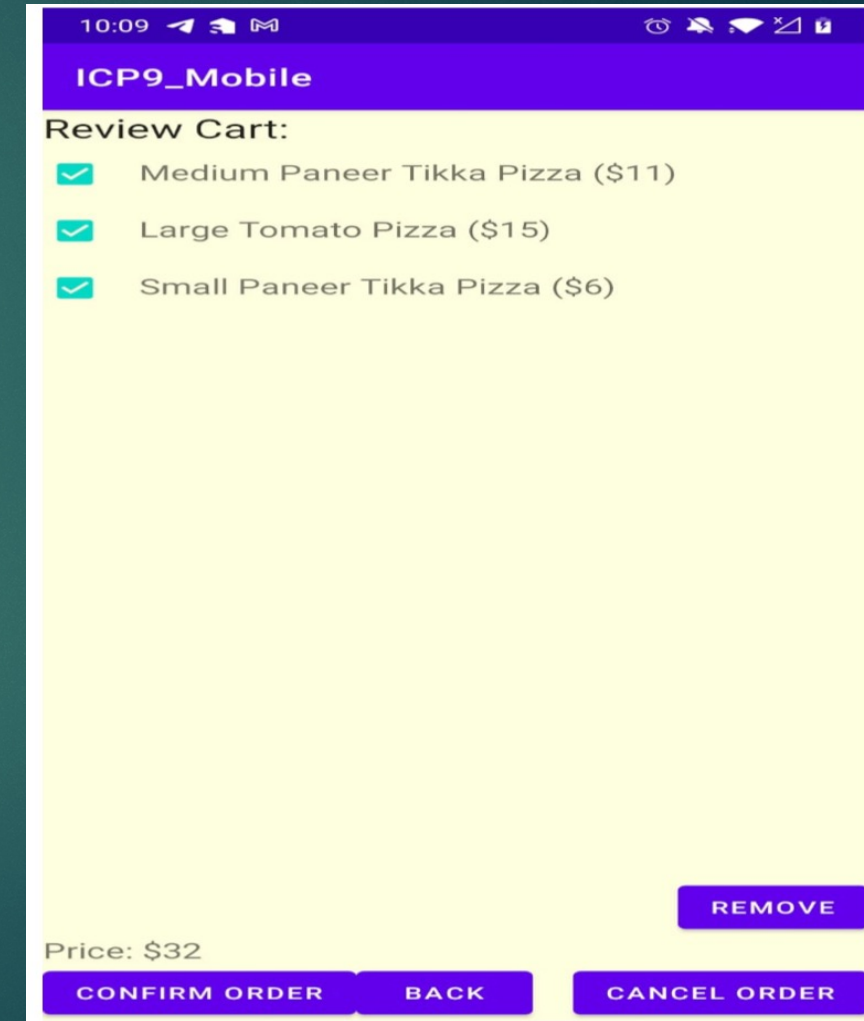 10:09
ICP9_Mobile
Review Cart:
Medium Paneer Tikka Pizza ($11)
Large Tomato Pizza ($15)
Small Paneer Tikka Pizza ($6)
REMOVE
Price: $32
CONFIRM ORDER BACK CANCEL ORDER